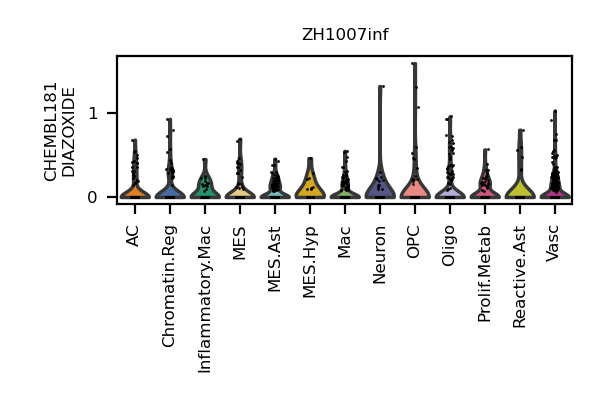 ZH1007inf
CHEMBL181
DIAZOXIDE
1
0
AC
Chromatin.Reg
Inflammatory.Mac
MES
MES.Ast
MES.Hyp
Mac
Neuron
OPC
Oligo
Prolif.Metab
Reactive.Ast
Vasc